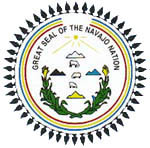 GREAT SEAL OF THE NAVAJO NATION